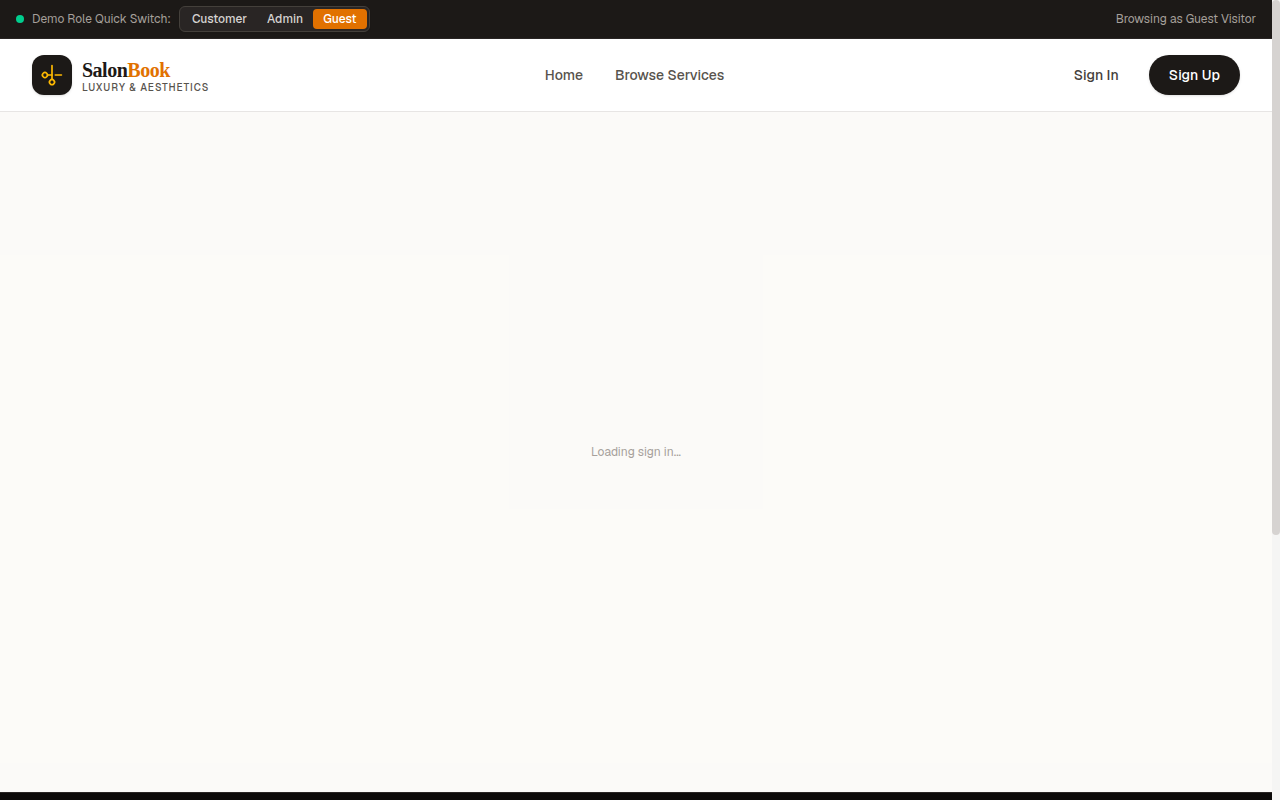 Demo Role Quick Switch: Customer Admin Guest Browsing as Guest Visitor
SalonBook
LUXURY & AESTHETICS
Home Browse Services Sign In Sign Up
Loading sign in...